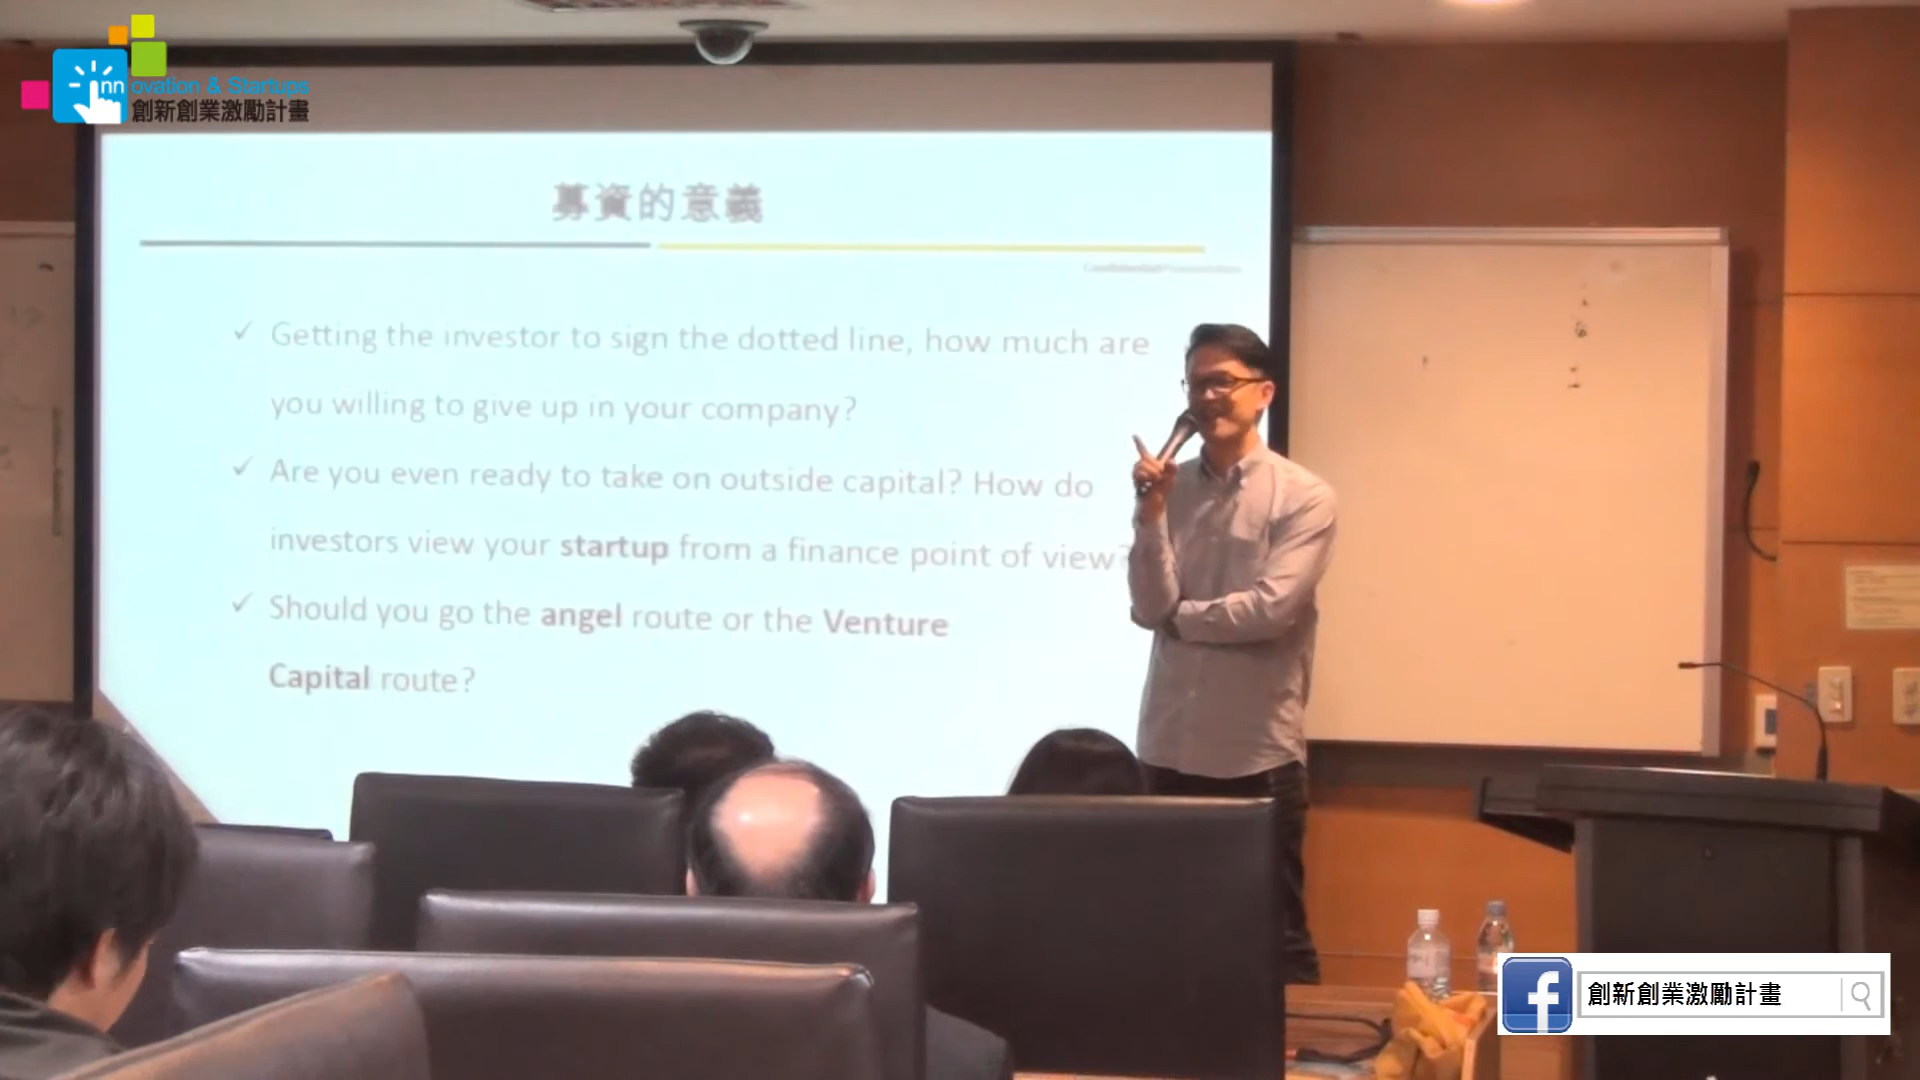 Innovation & Startups
創新創業激勵計畫
募資的意義
✓ Getting the investor to sign the dotted line, how much are
you willing to give up in your company?
✓ Are you even ready to take on outside capital? How do
investors view your startup from a finance point of view?
✓ Should you go the angel route or the Venture
Capital route?
f 創新創業激勵計畫